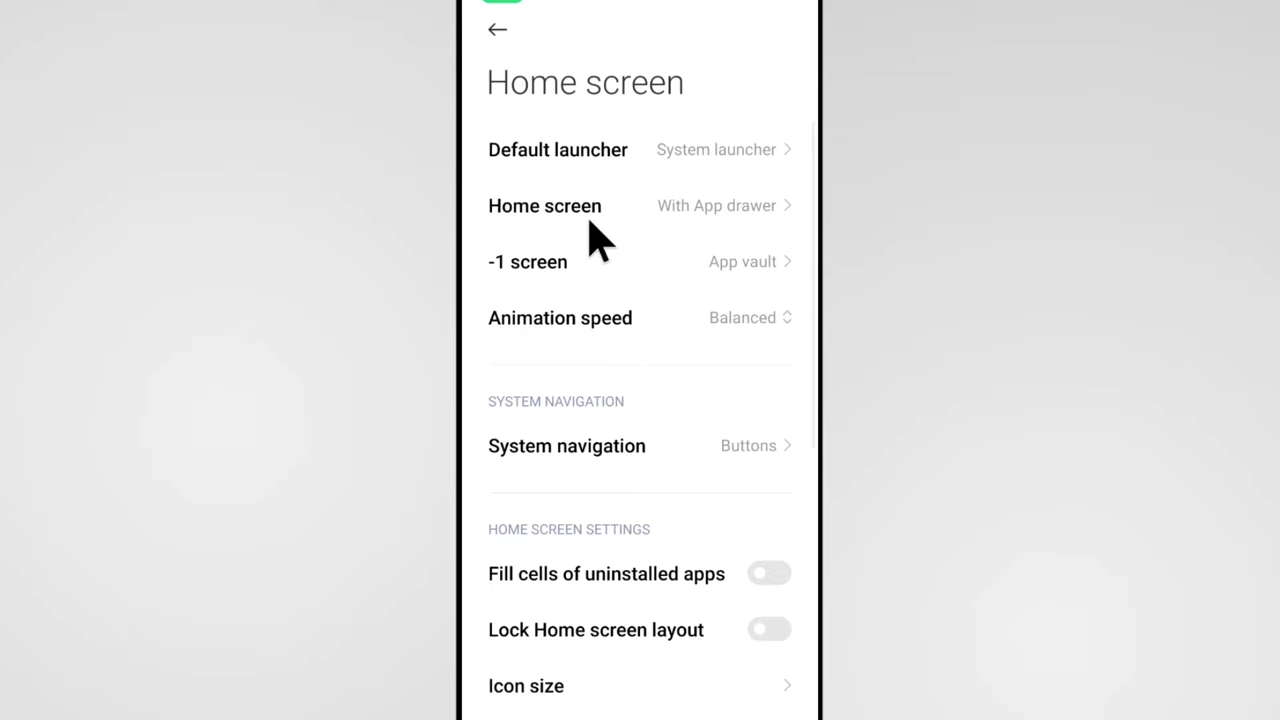 Home screen
Default launcher System launcher
Home screen With App drawer
-1 screen App vault
Animation speed Balanced
SYSTEM NAVIGATION
System navigation Buttons
HOME SCREEN SETTINGS
Fill cells of uninstalled apps
Lock Home screen layout
Icon size